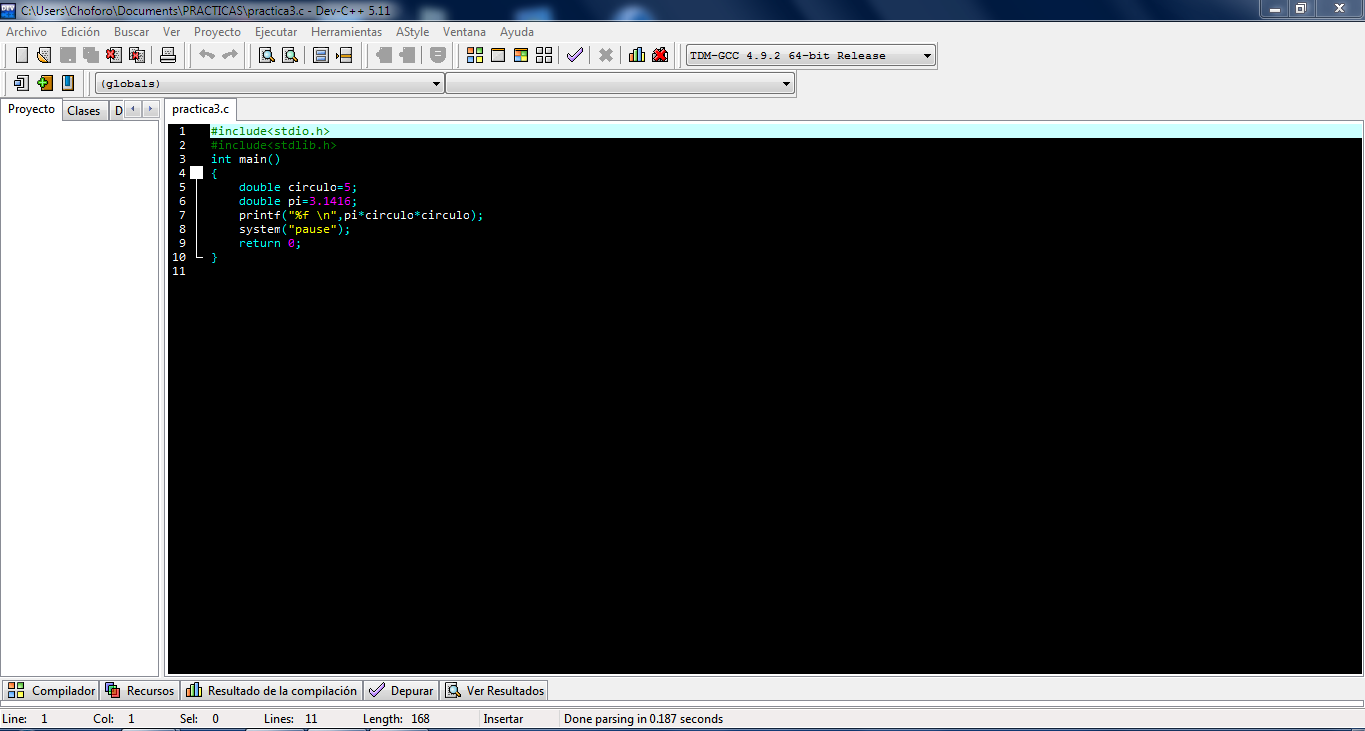 C:\Users\Choforo\Documents\PRACTICAS\practica3.c - Dev-C++ 5.11
Archivo Edición Buscar Ver Proyecto Ejecutar Herramientas AStyle Ventana Ayuda
TDM-GCC 4.9.2 64-bit Release
(globals)
Proyecto Clases D practica3.c
1 #include<stdio.h>
2 #include<stdlib.h>
3 int main()
4 {
5 double circulo=5;
6 double pi=3.1416;
7 printf("%f \n",pi*circulo*circulo);
8 system("pause");
9 return 0;
10 }
11
Compilador Recursos Resultado de la compilación Depurar Ver Resultados
Line: 1 Col: 1 Sel: 0 Lines: 11 Length: 168 Insertar Done parsing in 0.187 seconds